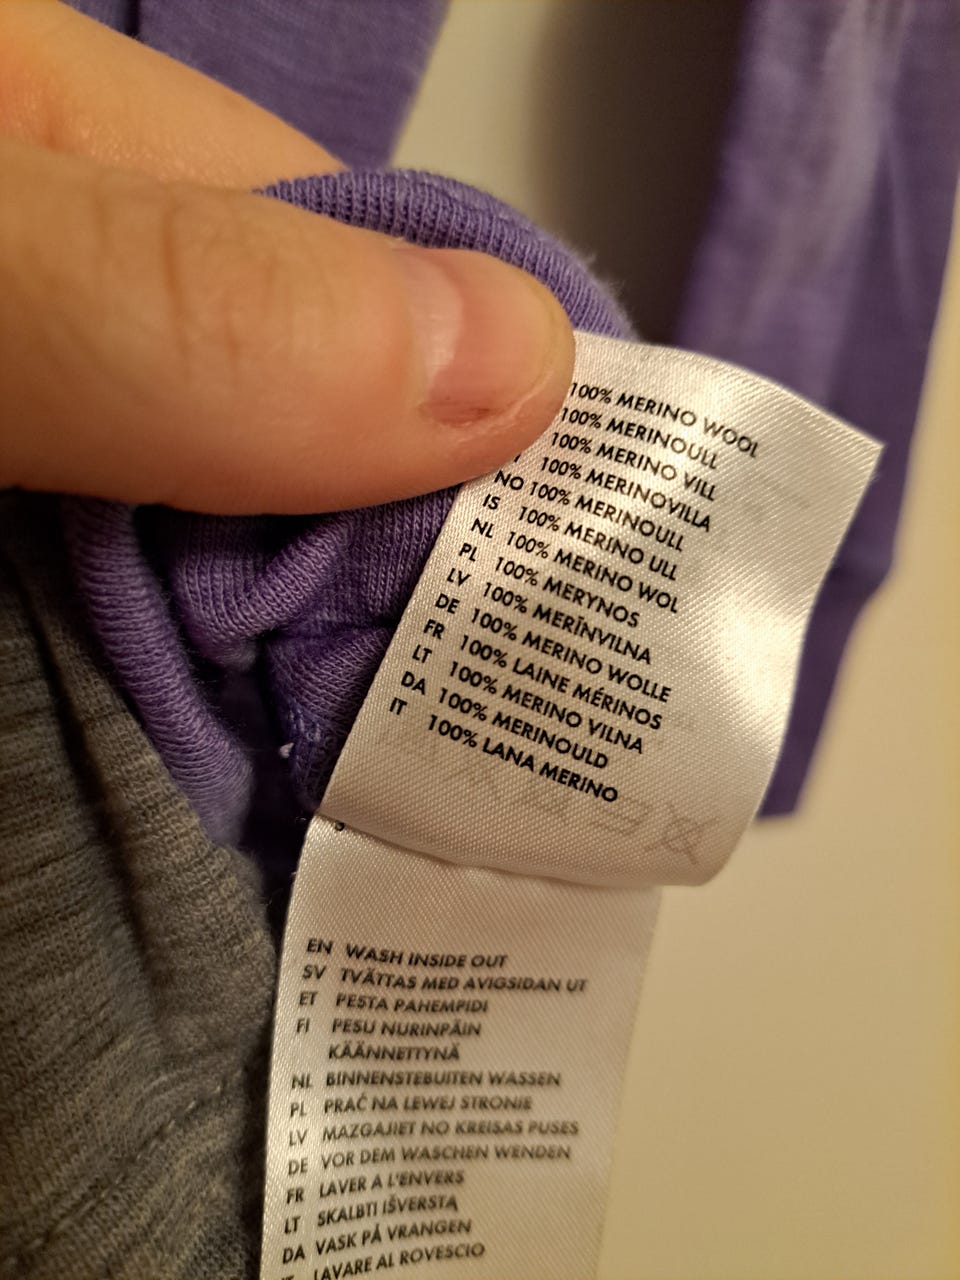 100% MERINO WOOL
100% MERINOULL
100% MERINO VILL
100% MERINOVILLA
NO 100% MERINOULL
IS 100% MERINO ULL
NL 100% MERINO WOL
PL 100% MERYNOS
LV 100% MERĪNVILNA
DE 100% MERINO WOLLE
FR 100% LAINE MÉRINOS
LT 100% MERINO VILNA
DA 100% MERINOULD
IT 100% LANA MERINO
EN WASH INSIDE OUT
SV TVÄTTAS MED AVIGSIDAN UT
ET PESTA PAHEMPIDI
FI PESU NURINPÄIN
KÄÄNNETTYNÄ
NL BINNENSTEBUITEN WASSEN
PL PRAĆ NA LEWEJ STRONIE
LV MAZGAJIET NO KREISAS PUSES
DE VOR DEM WASCHEN WENDEN
FR LAVER A L'ENVERS
LT SKALBTI IŠVERSTĄ
DA VASK PÅ VRANGEN
IT LAVARE AL ROVESCIO